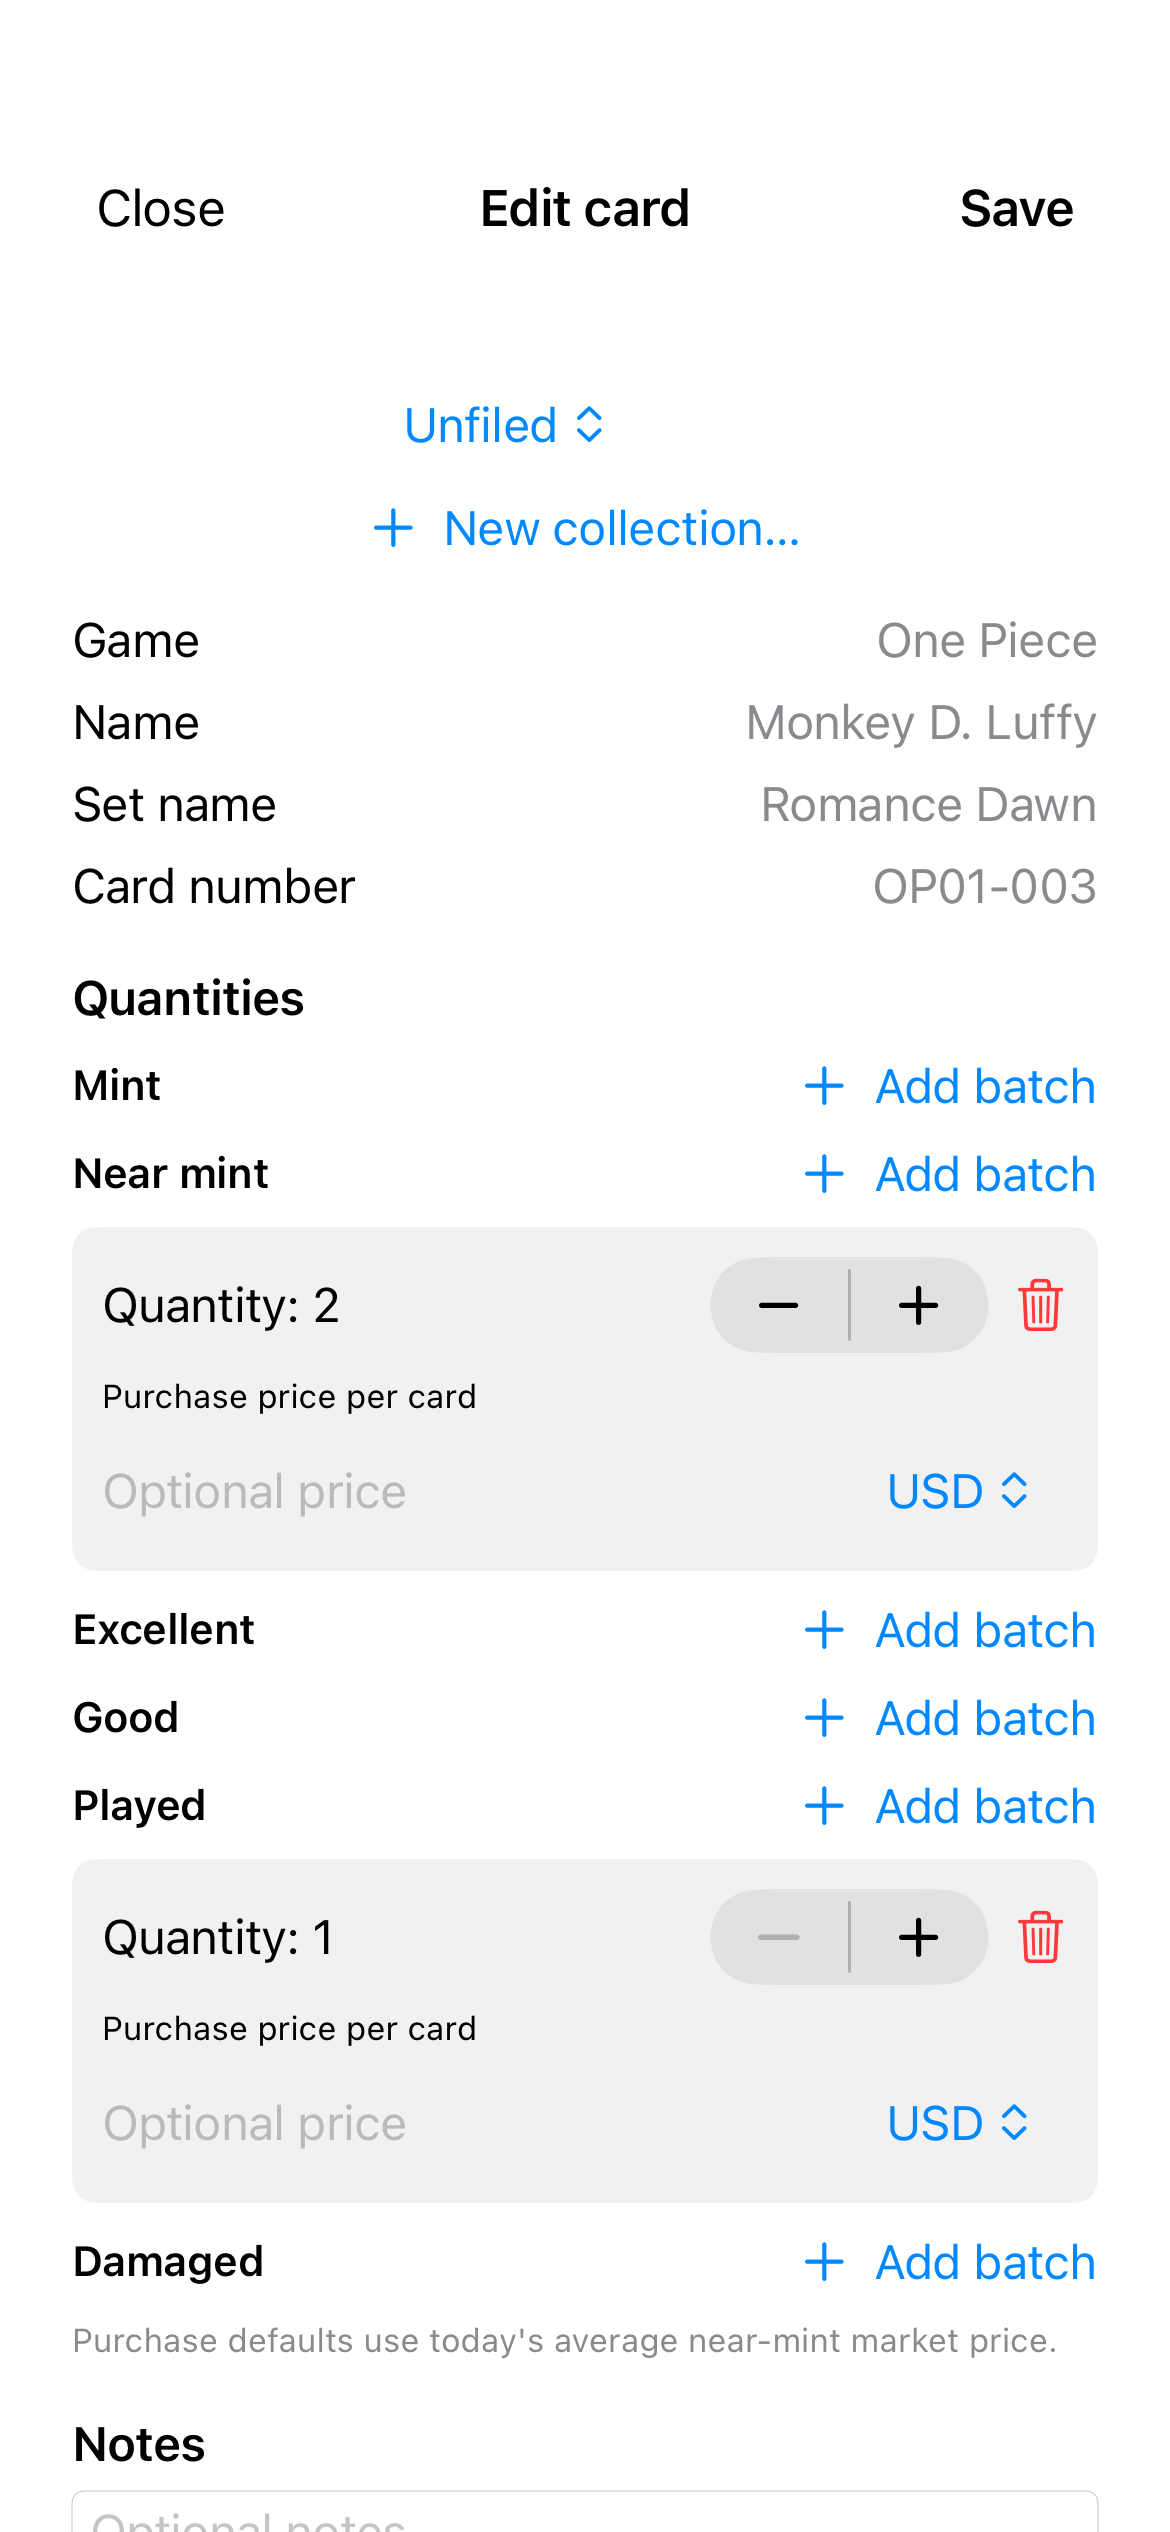 Close Edit card Save
Unfiled
+ New collection...
Game One Piece
Name Monkey D. Luffy
Set name Romance Dawn
Card number OP01-003
Quantities
Mint + Add batch
Near mint + Add batch
Quantity: 2 − +
Purchase price per card
Optional price USD
Excellent + Add batch
Good + Add batch
Played + Add batch
Quantity: 1 − +
Purchase price per card
Optional price USD
Damaged + Add batch
Purchase defaults use today's average near-mint market price.
Notes
Optional notes